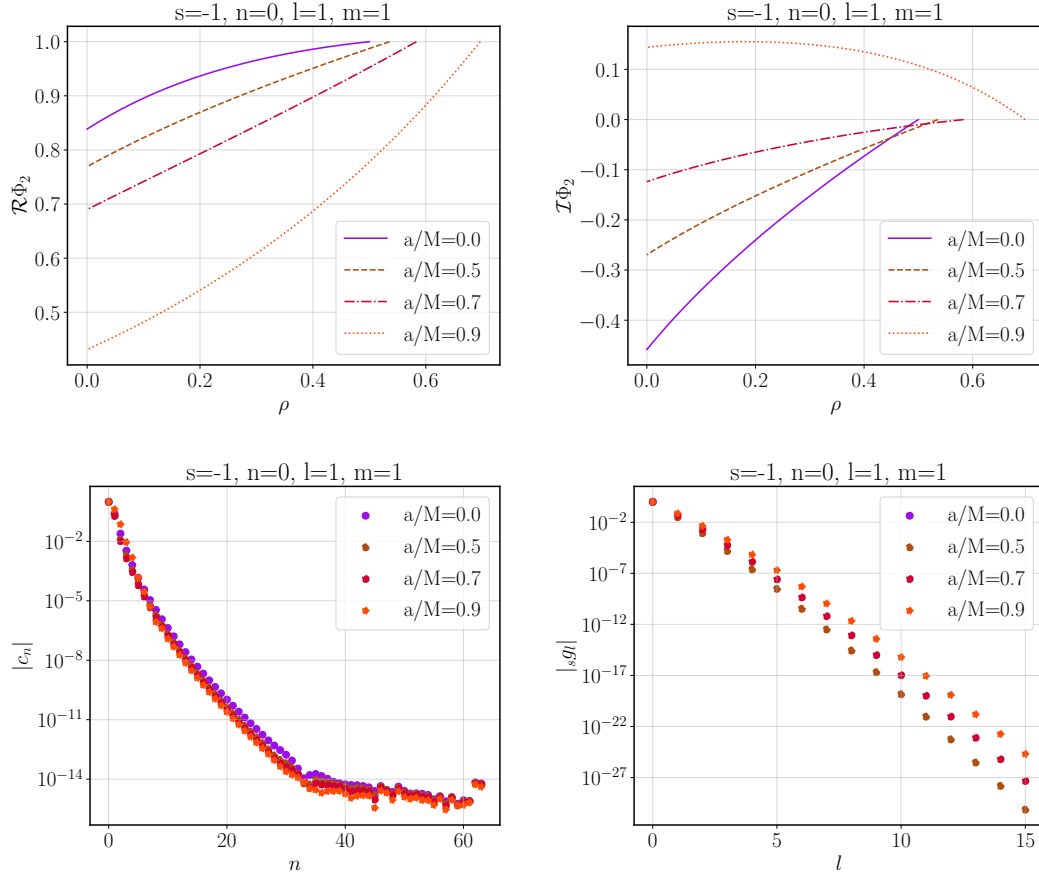 s=-1, n=0, l=1, m=1
1.0
0.9
0.8
0.7
0.6
0.5
ℛΦ₂
0.0 0.2 0.4 0.6
ρ
a/M=0.0
a/M=0.5
a/M=0.7
a/M=0.9
s=-1, n=0, l=1, m=1
0.1
0.0
−0.1
−0.2
−0.3
−0.4
ℐΦ₂
0.0 0.2 0.4 0.6
ρ
a/M=0.0
a/M=0.5
a/M=0.7
a/M=0.9
s=-1, n=0, l=1, m=1
10⁻²
10⁻⁵
10⁻⁸
10⁻¹¹
10⁻¹⁴
|cₙ|
0 20 40 60
n
a/M=0.0
a/M=0.5
a/M=0.7
a/M=0.9
s=-1, n=0, l=1, m=1
10⁻²
10⁻⁷
10⁻¹²
10⁻¹⁷
10⁻²²
10⁻²⁷
|ₛgₗ|
0 5 10 15
l
a/M=0.0
a/M=0.5
a/M=0.7
a/M=0.9